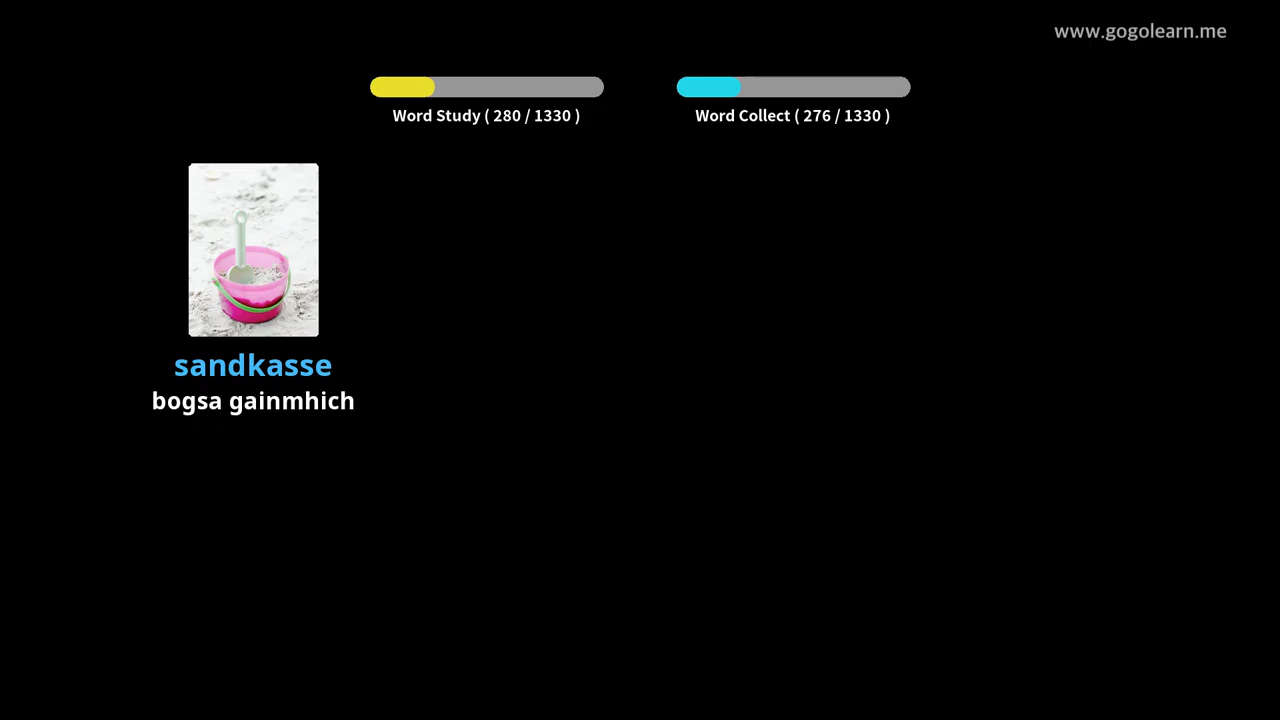 www.gogolearn.me
Word Study ( 280 / 1330 )
Word Collect ( 276 / 1330 )
sandkasse
bogsa gainmhich